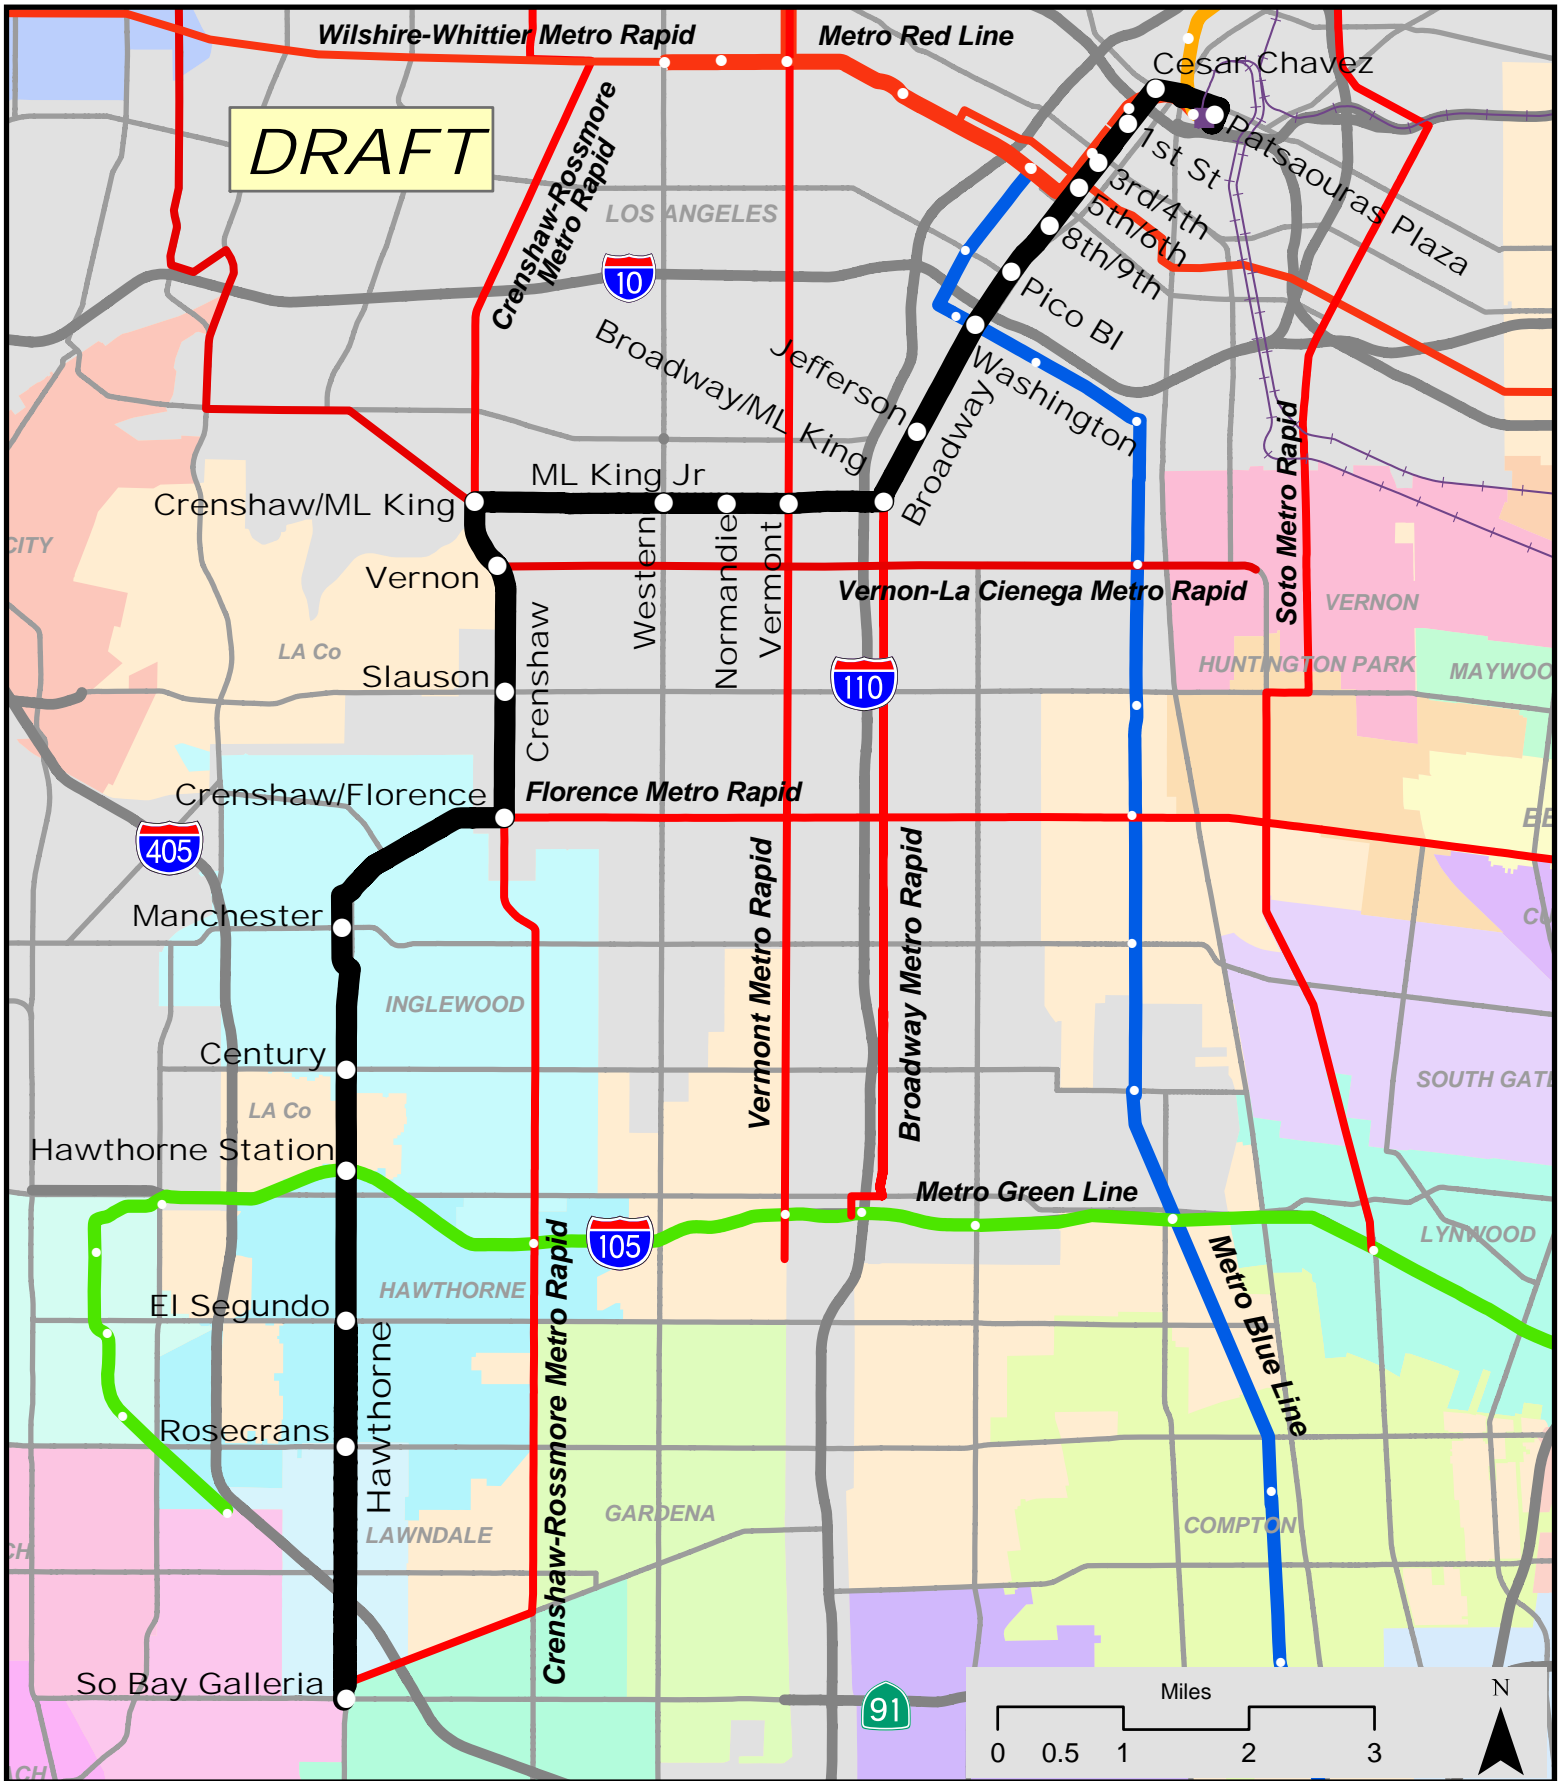 Wilshire-Whittier Metro Rapid
Metro Red Line
Cesar Chavez
DRAFT
Crenshaw-Rossmore
Metro Rapid
Patsaouras Plaza
1st St
3rd/4th
5th/6th
8th/9th
LOS ANGELES
10
Pico Bl
Broadway/ML King
Jefferson
Washington
Broadway
Soto Metro Rapid
ML King Jr
Crenshaw/ML King
CITY
Western
Normandie
Vermont
Vernon
Vernon-La Cienega Metro Rapid
VERNON
LA Co
HUNTINGTON PARK
MAYWOO
Slauson
Crenshaw
110
Crenshaw/Florence
Florence Metro Rapid
405
Vermont Metro Rapid
Broadway Metro Rapid
Manchester
INGLEWOOD
Century
SOUTH GATE
LA Co
Hawthorne Station
Metro Green Line
LYNWOOD
105
Crenshaw-Rossmore Metro Rapid
HAWTHORNE
El Segundo
Metro Blue Line
Hawthorne
Rosecrans
GARDENA
COMPTON
LAWNDALE
CH
So Bay Galleria
91
Miles
N
0 0.5 1 2 3
ACH